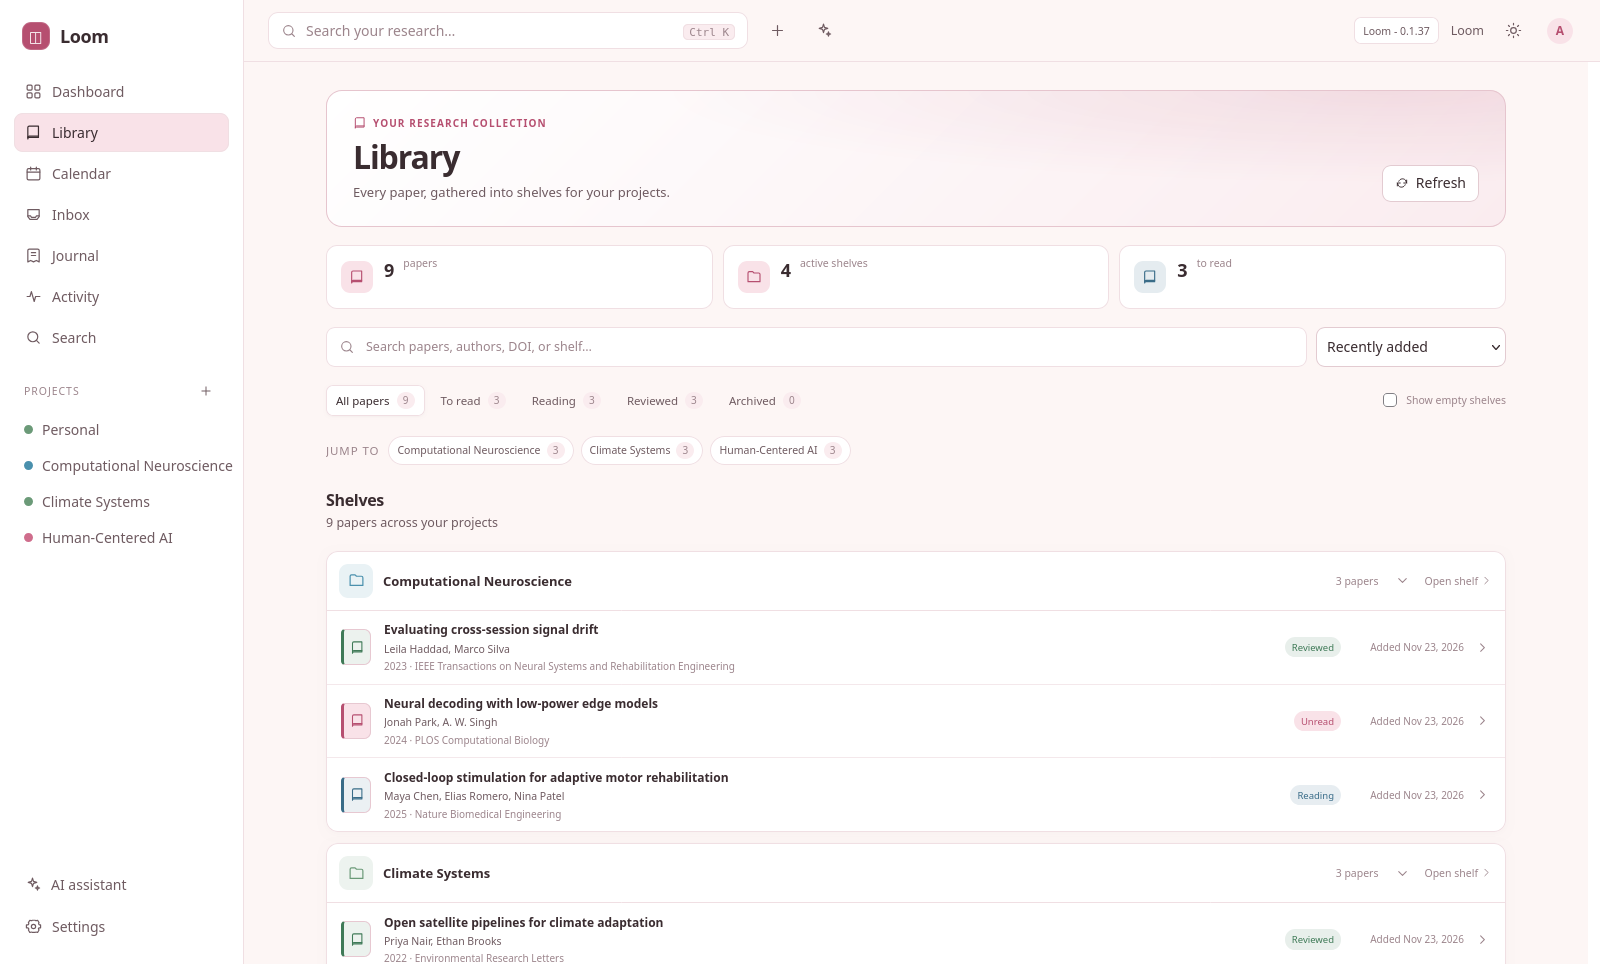 Loom
Dashboard
Library
Calendar
Inbox
Journal
Activity
Search
PROJECTS
Personal
Computational Neuroscience
Climate Systems
Human-Centered AI
AI assistant
Settings
Search your research...
Ctrl K
Loom - 0.1.37
Loom
A
YOUR RESEARCH COLLECTION
Library
Every paper, gathered into shelves for your projects.
Refresh
9 papers
4 active shelves
3 to read
Search papers, authors, DOI, or shelf...
Recently added
All papers 9
To read 3
Reading 3
Reviewed 3
Archived 0
Show empty shelves
JUMP TO
Computational Neuroscience 3
Climate Systems 3
Human-Centered AI 3
Shelves
9 papers across your projects
Computational Neuroscience
3 papers
Open shelf
Evaluating cross-session signal drift
Leila Haddad, Marco Silva
2023 · IEEE Transactions on Neural Systems and Rehabilitation Engineering
Reviewed
Added Nov 23, 2026
Neural decoding with low-power edge models
Jonah Park, A. W. Singh
2024 · PLOS Computational Biology
Unread
Added Nov 23, 2026
Closed-loop stimulation for adaptive motor rehabilitation
Maya Chen, Elias Romero, Nina Patel
2025 · Nature Biomedical Engineering
Reading
Added Nov 23, 2026
Climate Systems
3 papers
Open shelf
Open satellite pipelines for climate adaptation
Priya Nair, Ethan Brooks
2022 · Environmental Research Letters
Reviewed
Added Nov 23, 2026